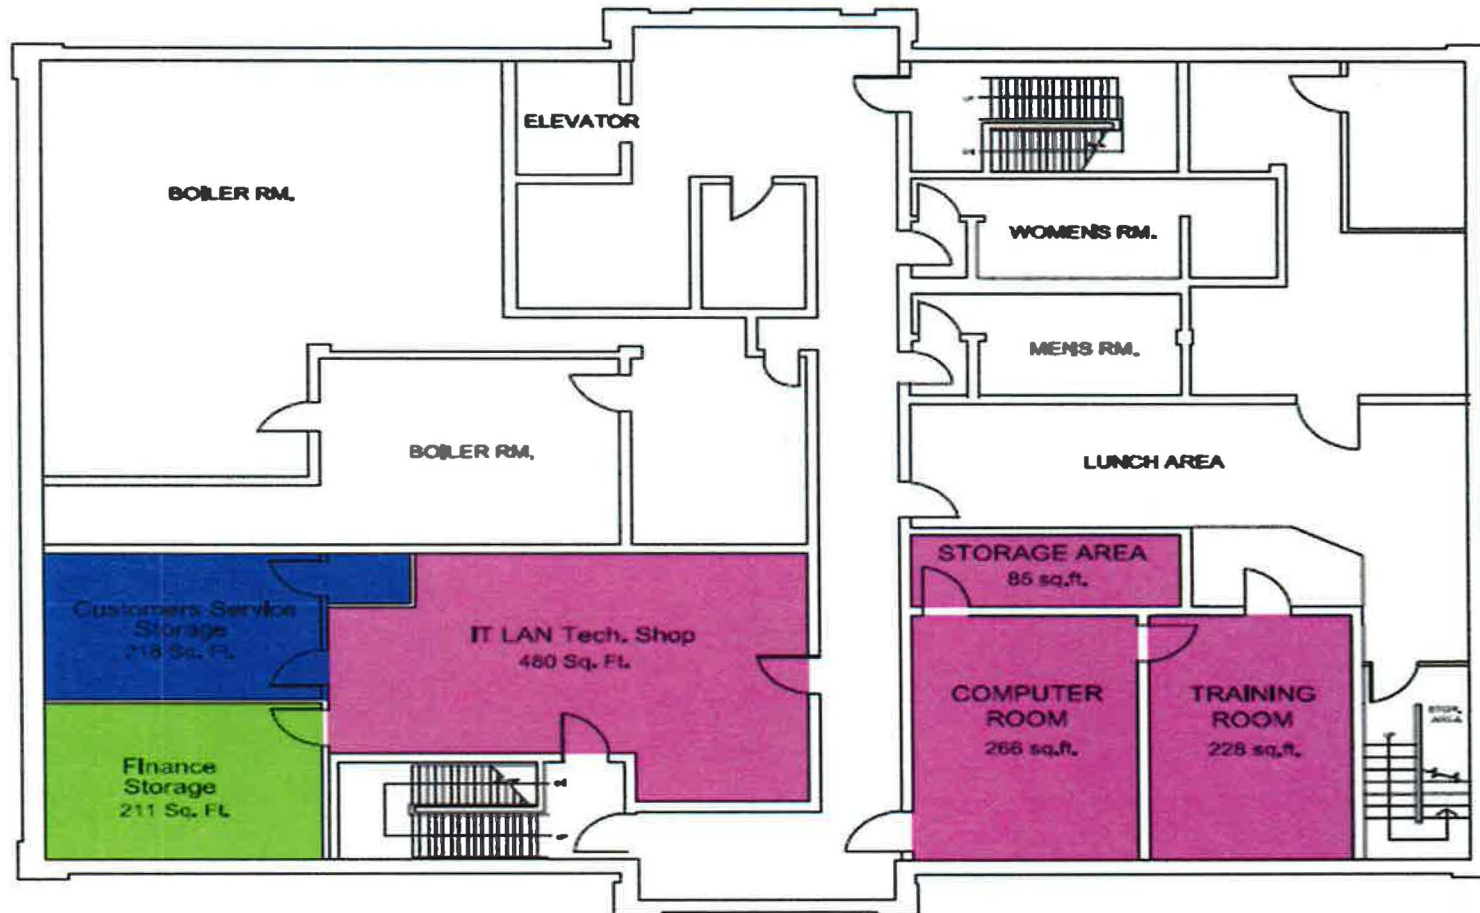 ELEVATOR
BOILER RM.
WOMENS RM.
MENS RM.
BOILER RM.
LUNCH AREA
STORAGE AREA
85 sq.ft.
Customers Service
Storage
218 Sq. Ft.
IT LAN Tech. Shop
480 Sq. Ft.
COMPUTER
ROOM
266 sq.ft.
TRAINING
ROOM
228 sq.ft.
STOR.
AREA
Finance
Storage
211 Sq. Ft.